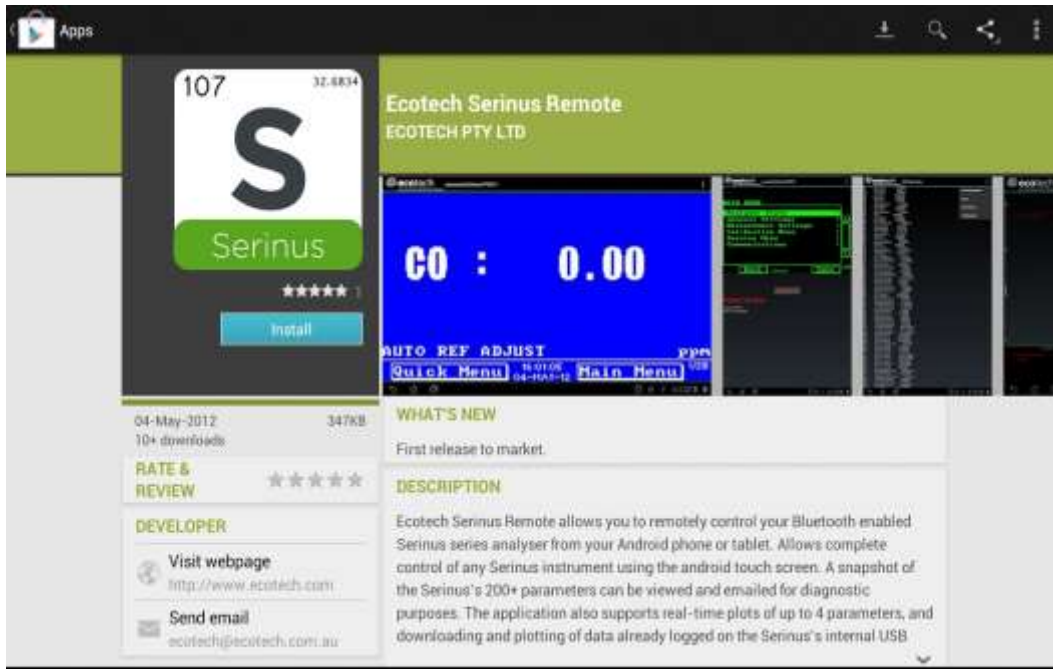 Apps
107
32.6834
S
Serinus
1
Install
Ecotech Serinus Remote
ECOTECH PTY LTD
ecotech
CO : 0.00
AUTO REF ADJUST ppm
Quick Menu
Main Menu
USB
04-May-2012 347KB
10+ downloads
RATE &
REVIEW
DEVELOPER
Visit webpage
http://www.ecotech.com
Send email
ecotech@ecotech.com.au
WHAT'S NEW
First release to market.
DESCRIPTION
Ecotech Serinus Remote allows you to remotely control your Bluetooth enabled
Serinus series analyser from your Android phone or tablet. Allows complete
control of any Serinus instrument using the android touch screen. A snapshot of
the Serinus's 200+ parameters can be viewed and emailed for diagnostic
purposes. The application also supports real-time plots of up to 4 parameters, and
downloading and plotting of data already logged on the Serinus's internal USB